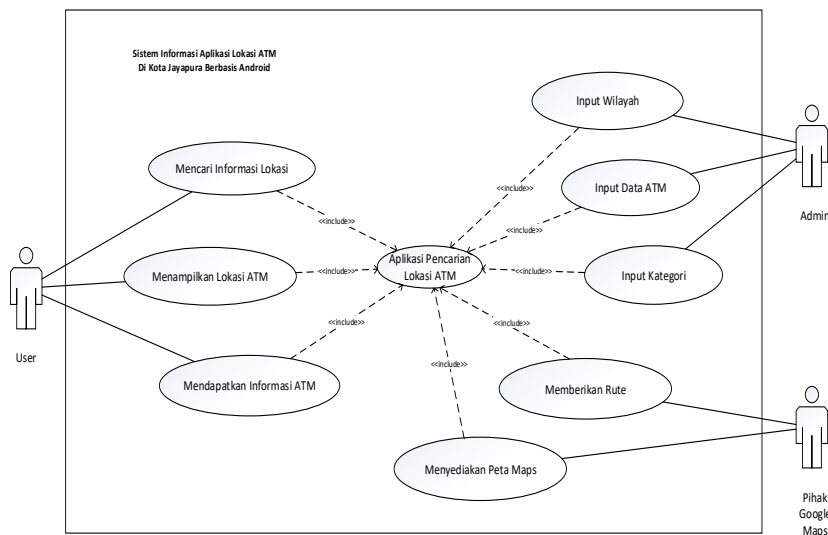 Sistem Informasi Aplikasi Lokasi ATM
Di Kota Jayapura Berbasis Android
Input Wilayah
Mencari Informasi Lokasi
<<include>>
Input Data ATM
Admin
<<include>>
<<include>>
Aplikasi Pencarian
Lokasi ATM
Menampilkan Lokasi ATM
<<include>>
<<include>>
Input Kategori
User
<<include>>
<<include>>
<<include>>
Mendapatkan Informasi ATM
Memberikan Rute
Menyediakan Peta Maps
Pihak
Google
Maps